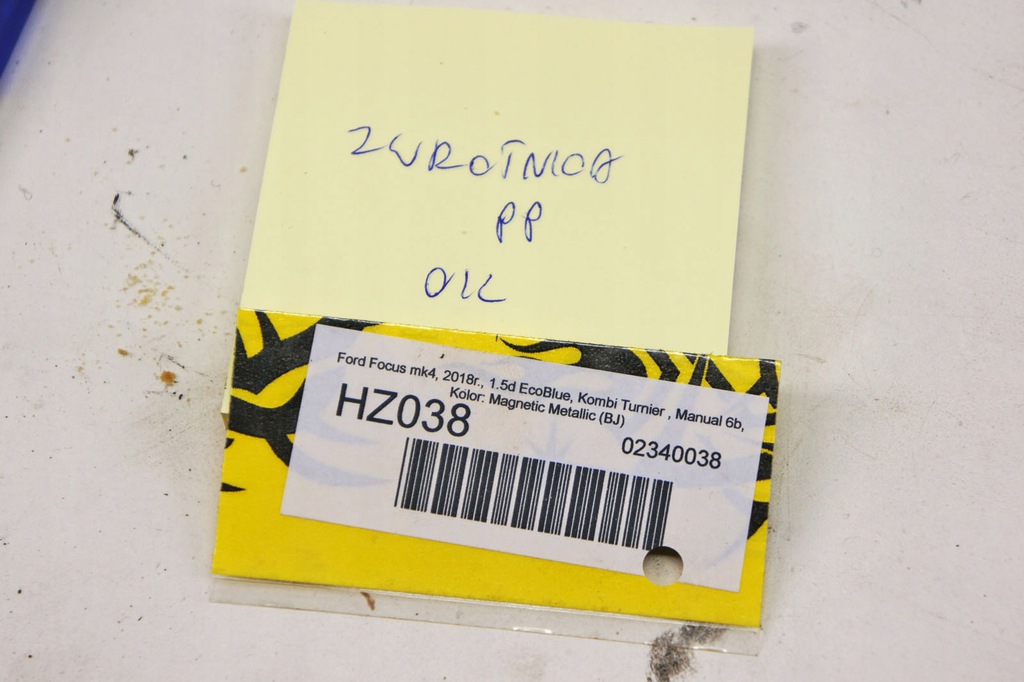 ZWROTNICA
PP
OIL
Ford Focus mk4, 2018r., 1.5d EcoBlue, Kombi Turnier , Manual 6b,
Kolor: Magnetic Metallic (BJ)
HZ038
02340038